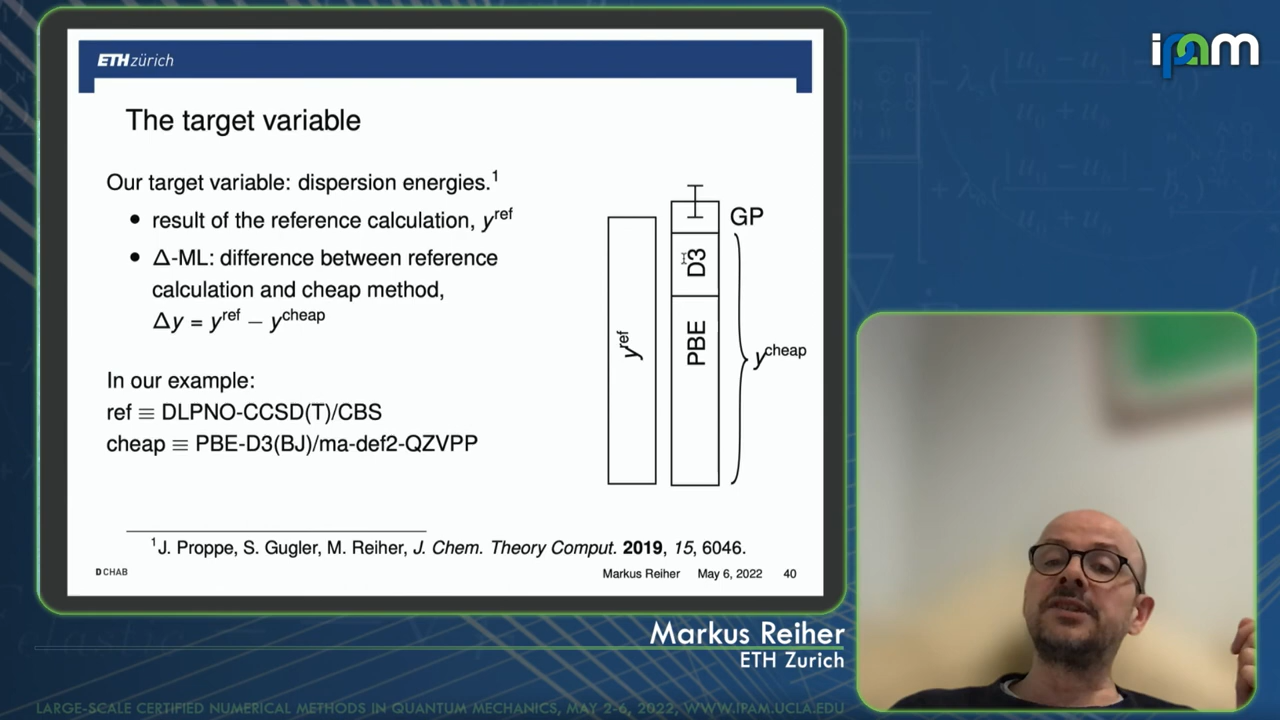 ETH zürich
ipam
The target variable
Our target variable: dispersion energies.¹
• result of the reference calculation, yʳᵉᶠ
• Δ-ML: difference between reference
calculation and cheap method,
Δy = yʳᵉᶠ − yᶜʰᵉᵃᵖ
In our example:
ref ≡ DLPNO-CCSD(T)/CBS
cheap ≡ PBE-D3(BJ)/ma-def2-QZVPP
yʳᵉᶠ
GP
D3
PBE
yᶜʰᵉᵃᵖ
¹J. Proppe, S. Gugler, M. Reiher, J. Chem. Theory Comput. 2019, 15, 6046.
D CHAB
Markus Reiher May 6, 2022 40
Markus Reiher
ETH Zurich
LARGE-SCALE CERTIFIED NUMERICAL METHODS IN QUANTUM MECHANICS, MAY 2-6, 2022, WWW.IPAM.UCLA.EDU